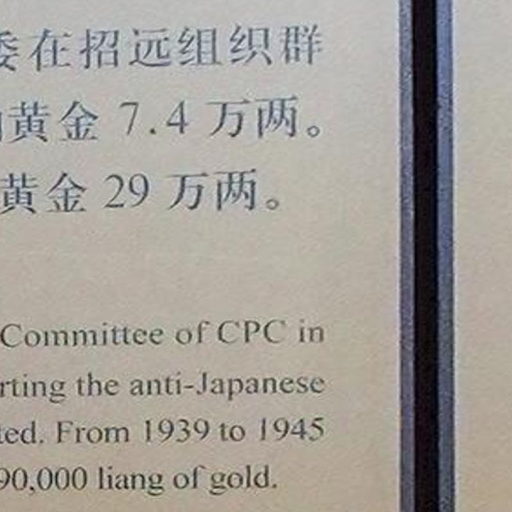 委在招远组织群
黄金 7.4 万两。
黄金 29 万两。
Committee of CPC in
rting the anti-Japanese
ted. From 1939 to 1945
90,000 liang of gold.